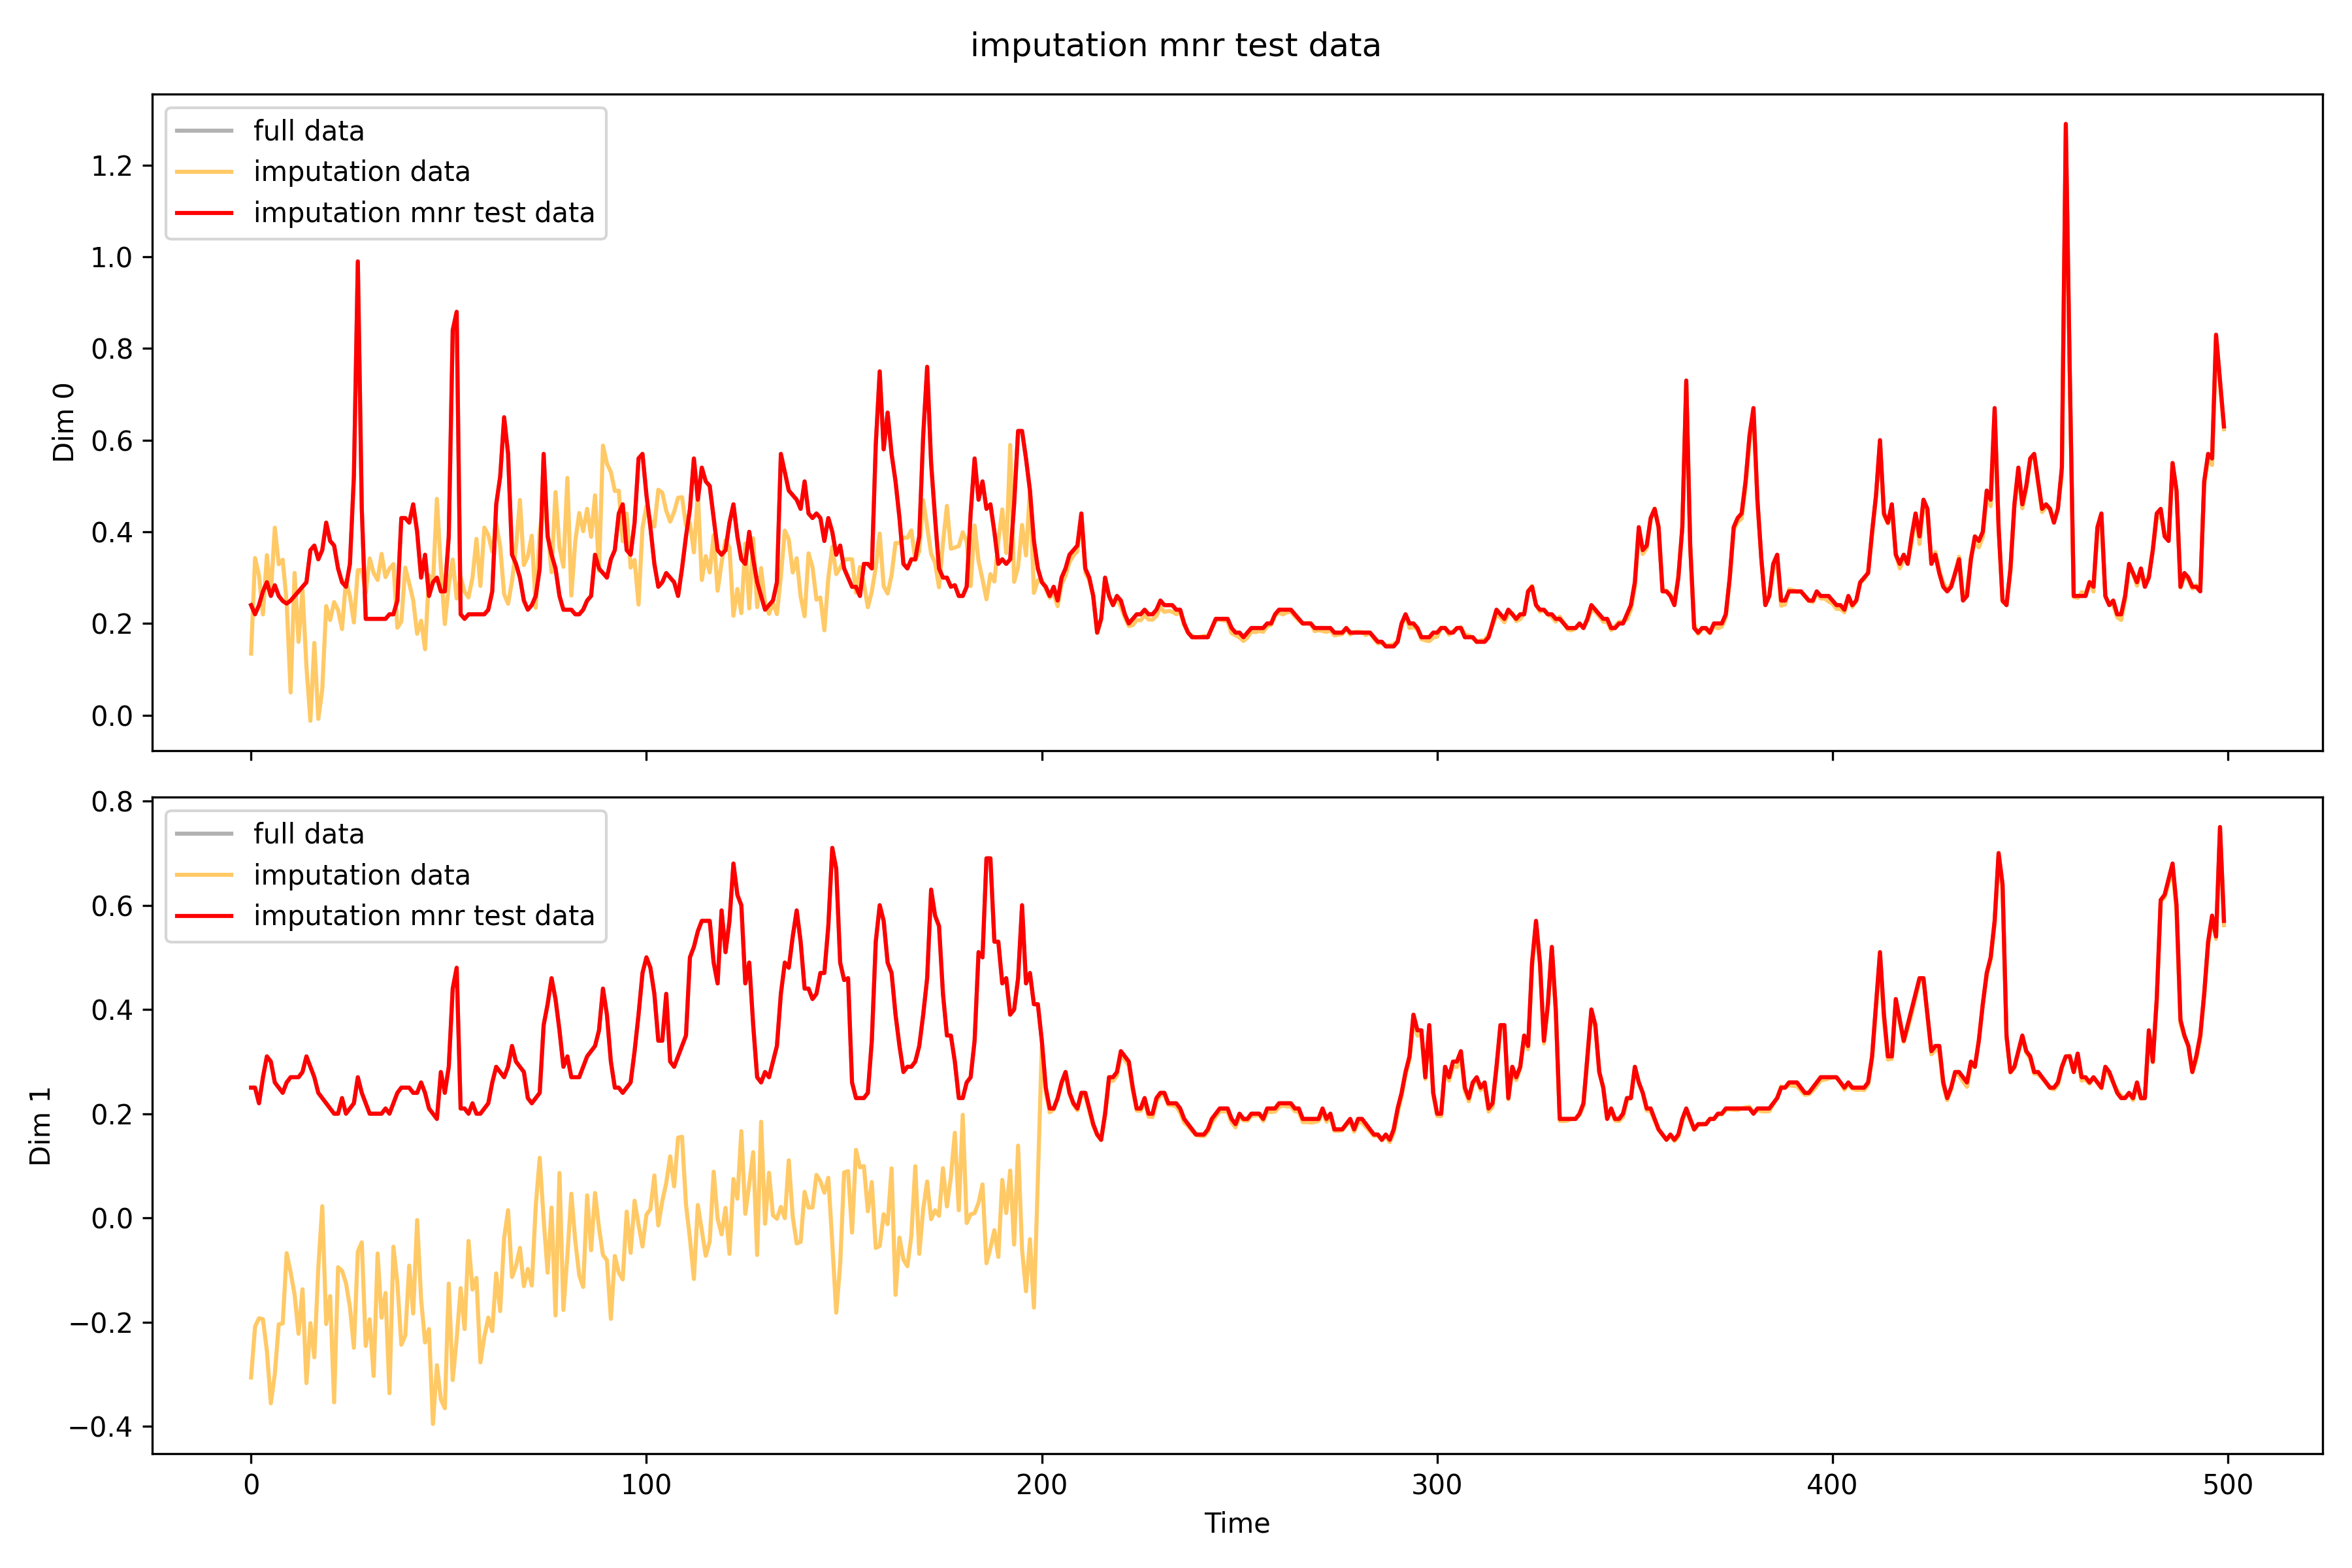 imputation mnr test data
full data
imputation data
imputation mnr test data
1.2
1.0
0.8
0.6
0.4
0.2
0.0
Dim 0
full data
imputation data
imputation mnr test data
0.8
0.6
0.4
0.2
0.0
−0.2
−0.4
Dim 1
0 100 200 300 400 500
Time